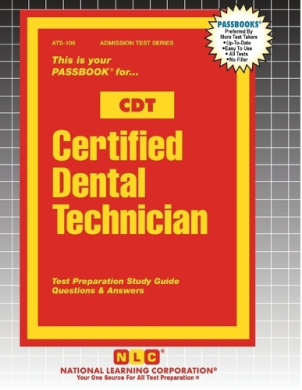 ATS-108 ADMISSION TEST SERIES
PASSBOOKS®
Preferred By
More Test Takers
•Up-To-Date
•Easy To Use
• All Tests
•No Filler
This is your
PASSBOOK® for...
CDT
Certified
Dental
Technician
Test Preparation Study Guide
Questions & Answers
NLC®
NATIONAL LEARNING CORPORATION®
Your One Source For All Test Preparation